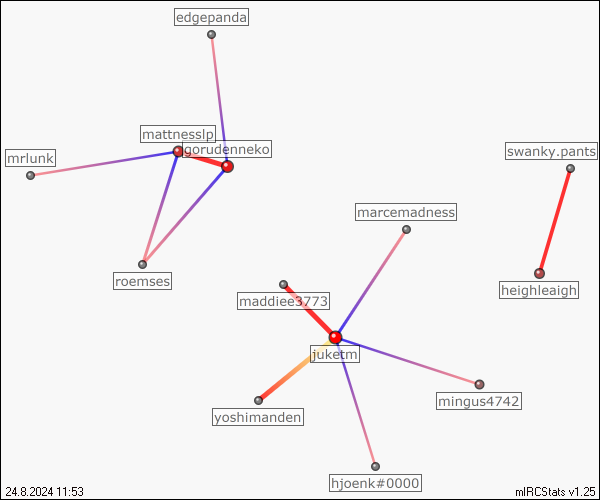 edgepanda
mattnesslp
gorudenneko
mrlunk
swanky.pants
marcemadness
roemses
heighleaigh
maddiee3773
juketm
mingus4742
yoshimanden
hjoenk#0000
24.8.2024 11:53
mIRCStats v1.25